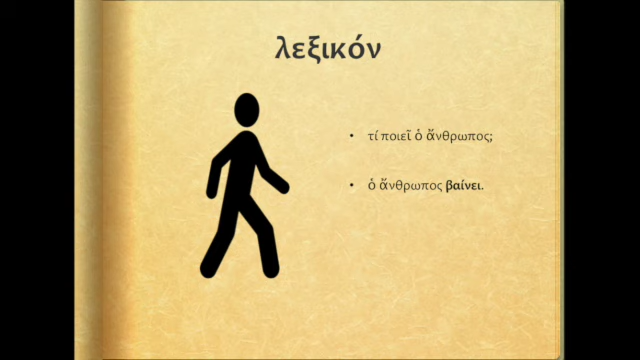 λεξικόν
• τί ποιεῖ ὁ ἄνθρωπος;
• ὁ ἄνθρωπος βαίνει.